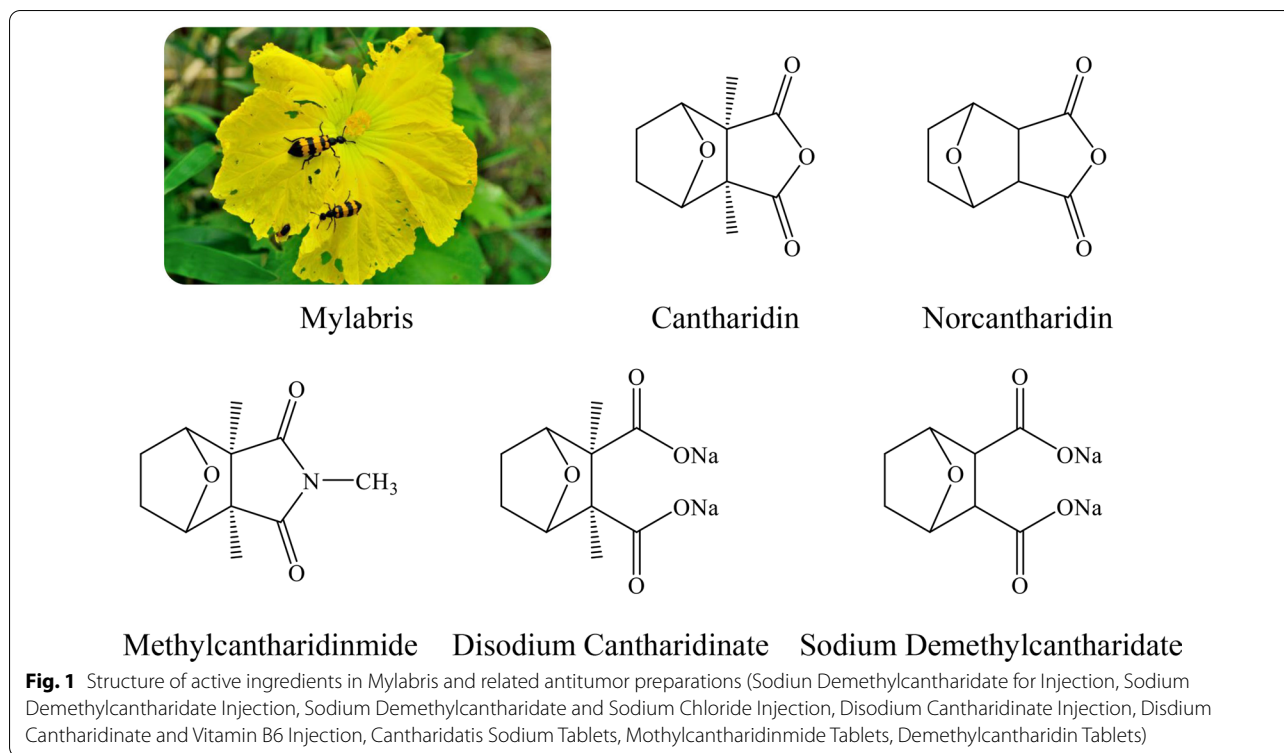 O
O
O
O
O
O
O
O
Mylabris
Cantharidin
Norcantharidin
O
O
O
O
N
CH3
O
ONa
O
ONa
O
O
ONa
O
ONa
O
Methylcantharidinmide
Disodium Cantharidinate
Sodium Demethylcantharidate
Fig. 1 Structure of active ingredients in Mylabris and related antitumor preparations (Sodiun Demethylcantharidate for Injection, Sodium
Demethylcantharidate Injection, Sodium Demethylcantharidate and Sodium Chloride Injection, Disodium Cantharidinate Injection, Disdium
Cantharidinate and Vitamin B6 Injection, Cantharidatis Sodium Tablets, Mothylcantharidinmide Tablets, Demethylcantharidin Tablets)